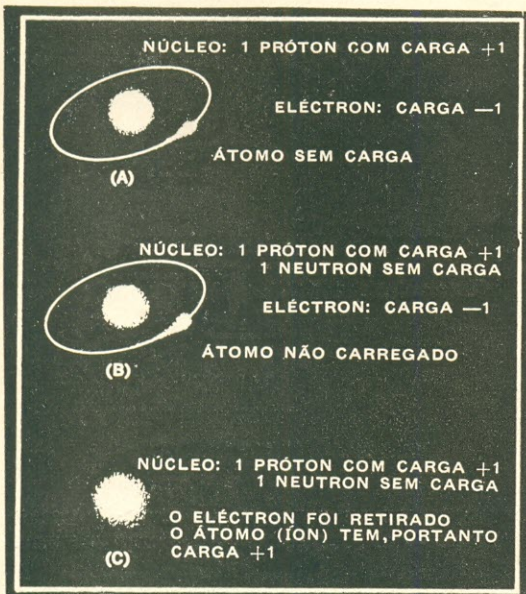 NÚCLEO: 1 PRÓTON COM CARGA +1
ELÉCTRON: CARGA —1
ÁTOMO SEM CARGA
(A)
NÚCLEO: 1 PRÓTON COM CARGA +1
1 NEUTRON SEM CARGA
ELÉCTRON: CARGA —1
ÁTOMO NÃO CARREGADO
(B)
NÚCLEO: 1 PRÓTON COM CARGA +1
1 NEUTRON SEM CARGA
O ELÉCTRON FOI RETIRADO
O ÁTOMO (ÍON) TEM, PORTANTO
CARGA +1
(C)